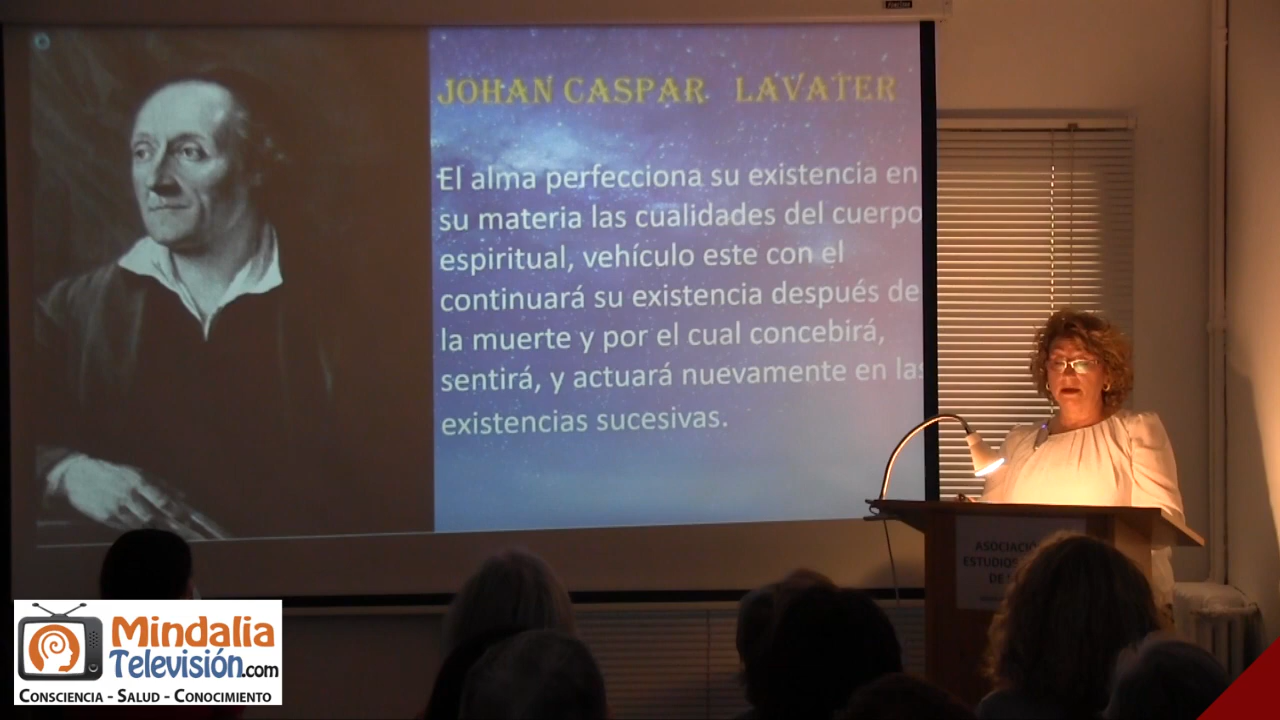 JOHAN CASPAR. LAVATER
El alma perfecciona su existencia en
su materia las cualidades del cuerpo
espiritual, vehículo este con el
continuará su existencia después de
la muerte y por el cual concebirá,
sentirá, y actuará nuevamente en las
existencias sucesivas.
ASOCIACIÓ
ESTUDIOS
DE
Mindalia
Televisión.com
CONSCIENCIA - SALUD - CONOCIMIENTO